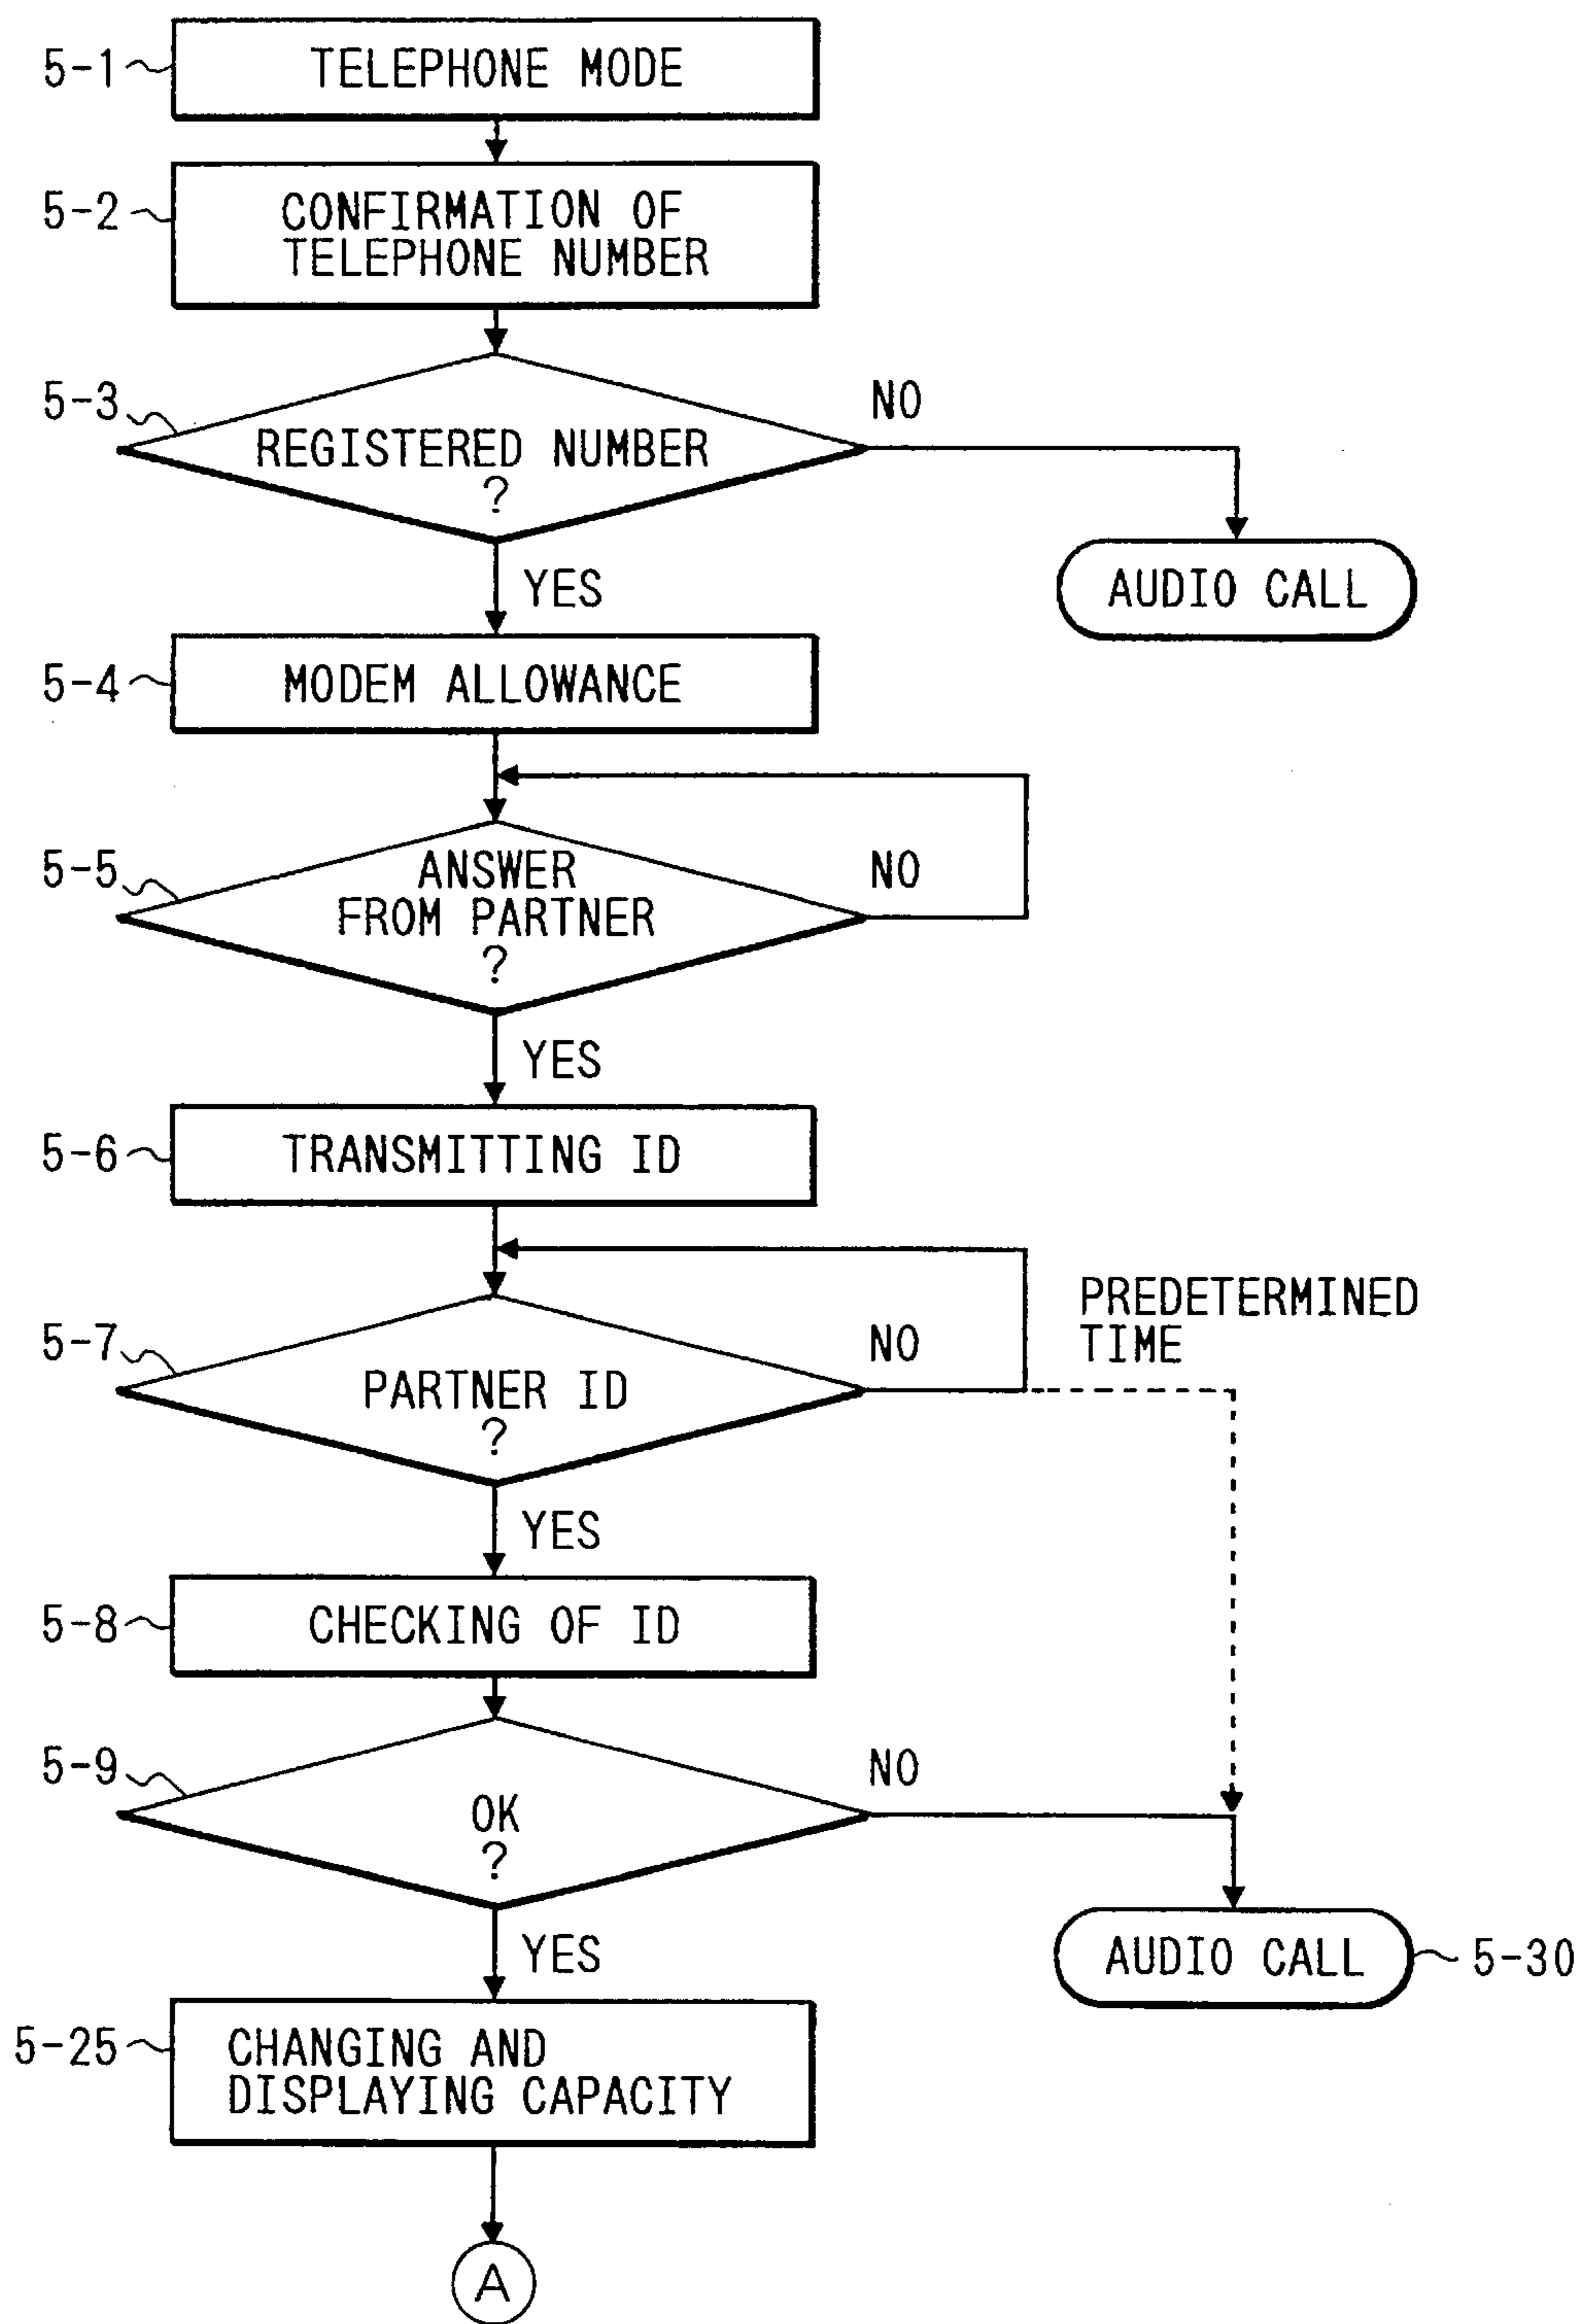 5-1
TELEPHONE MODE
5-2
CONFIRMATION OF
TELEPHONE NUMBER
5-3
REGISTERED NUMBER
?
NO
AUDIO CALL
YES
5-4
MODEM ALLOWANCE
5-5
ANSWER
FROM PARTNER
?
NO
YES
5-6
TRANSMITTING ID
5-7
PARTNER ID
?
NO
PREDETERMINED
TIME
YES
5-8
CHECKING OF ID
5-9
OK
?
NO
AUDIO CALL
5-30
YES
5-25
CHANGING AND
DISPLAYING CAPACITY
A